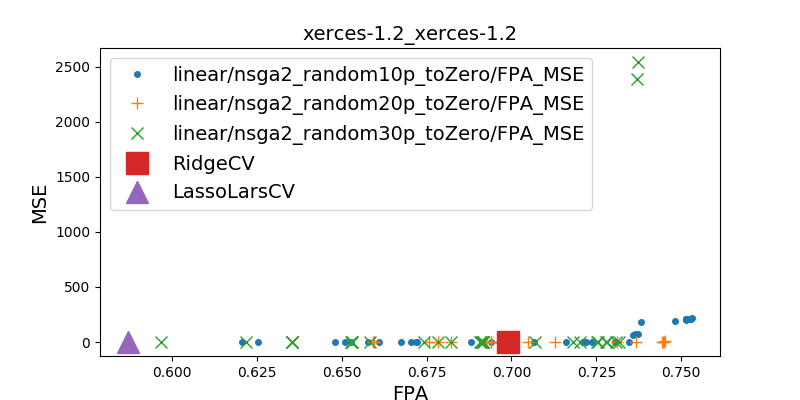 xerces-1.2_xerces-1.2
2500
2000
1500
1000
500
0
MSE
linear/nsga2_random10p_toZero/FPA_MSE
linear/nsga2_random20p_toZero/FPA_MSE
linear/nsga2_random30p_toZero/FPA_MSE
RidgeCV
LassoLarsCV
0.600 0.625 0.650 0.675 0.700 0.725 0.750
FPA